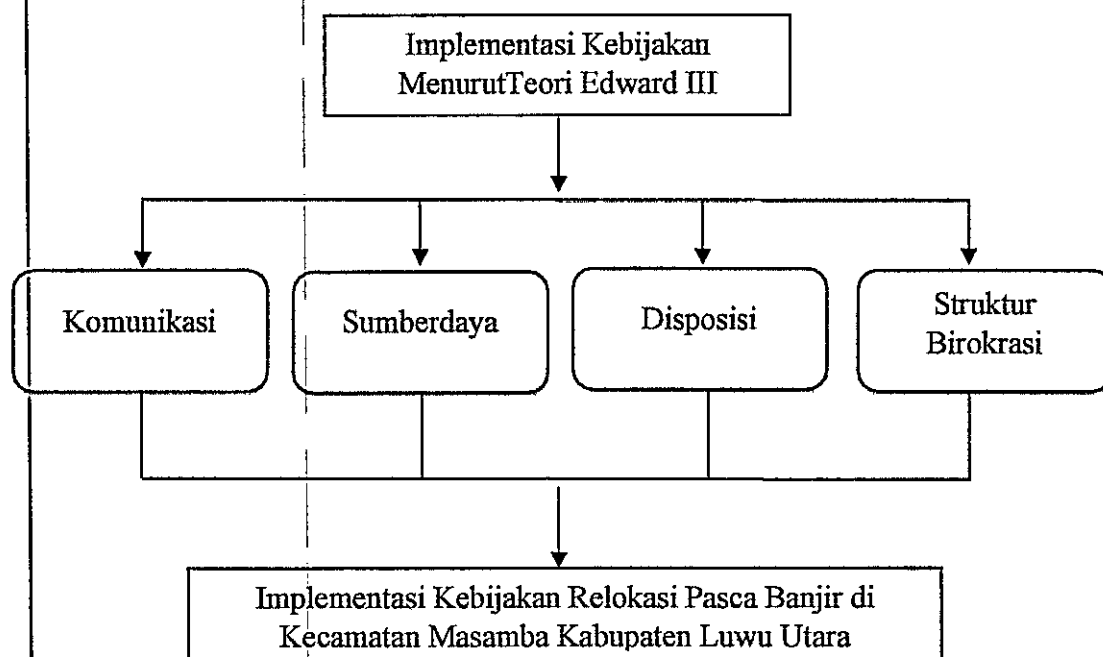 Implementasi Kebijakan
MenurutTeori Edward III
Komunikasi
Sumberdaya
Disposisi
Struktur
Birokrasi
Implementasi Kebijakan Relokasi Pasca Banjir di
Kecamatan Masamba Kabupaten Luwu Utara